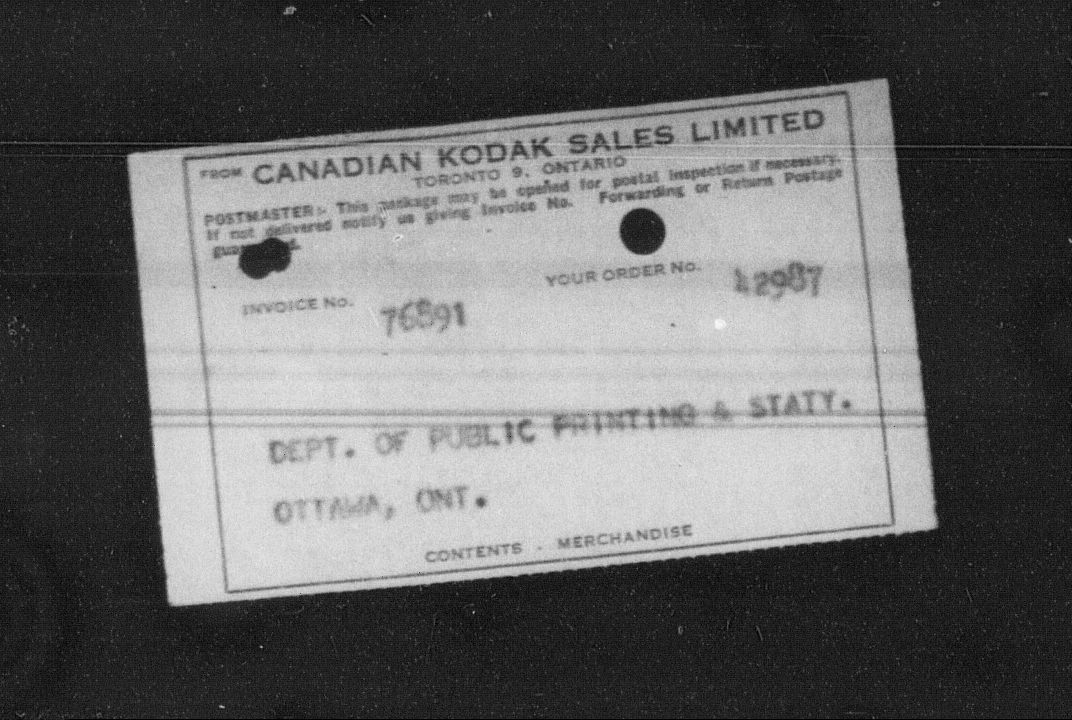 FROM CANADIAN KODAK SALES LIMITED
TORONTO 9, ONTARIO
POSTMASTER:- This package may be opened for postal inspection if necessary.
If not delivered notify us giving Invoice No. Forwarding or Return Postage
INVOICE No. 76891 YOUR ORDER No. 42987
DEPT. OF PUBLIC PRINTING & STATY.
OTTAWA, ONT.
CONTENTS - MERCHANDISE